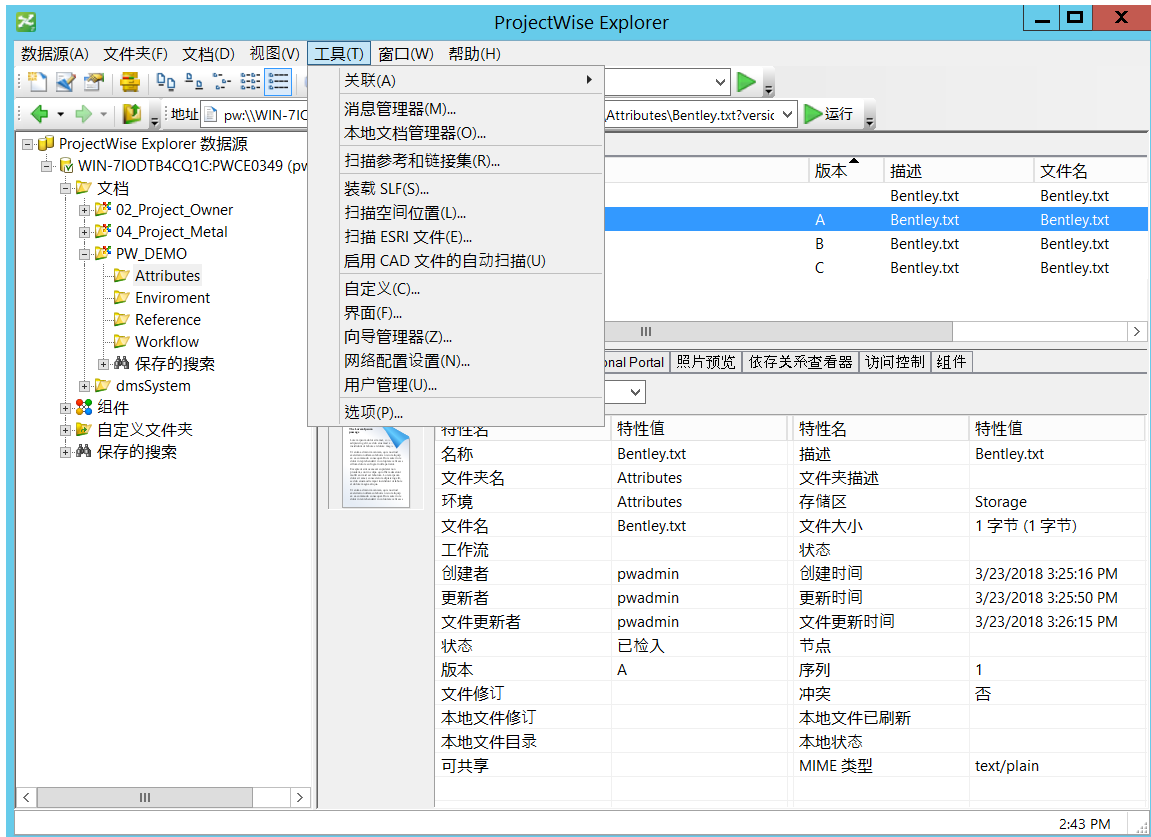 ProjectWise Explorer
数据源(A) 文件夹(F) 文档(D) 视图(V) 工具(T) 窗口(W) 帮助(H)
地址 pw:\\WIN-7IO
Attributes\Bentley.txt?versic 运行
ProjectWise Explorer 数据源
WIN-7IODTB4CQ1C:PWCE0349 (pw
文档
02_Project_Owner
04_Project_Metal
PW_DEMO
Attributes
Enviroment
Reference
Workflow
保存的搜索
dmsSystem
组件
自定义文件夹
保存的搜索
关联(A)
消息管理器(M)...
本地文档管理器(O)...
扫描参考和链接集(R)...
装载 SLF(S)...
扫描空间位置(L)...
扫描 ESRI 文件(E)...
启用 CAD 文件的自动扫描(U)
自定义(C)...
界面(F)...
向导管理器(Z)...
网络配置设置(N)...
用户管理(U)...
选项(P)...
版本 描述 文件名
Bentley.txt Bentley.txt
A Bentley.txt Bentley.txt
B Bentley.txt Bentley.txt
C Bentley.txt Bentley.txt
onal Portal 照片预览 依存关系查看器 访问控制 组件
特性名 特性值 特性名 特性值
名称 Bentley.txt 描述 Bentley.txt
文件夹名 Attributes 文件夹描述
环境 Attributes 存储区 Storage
文件名 Bentley.txt 文件大小 1 字节 (1 字节)
工作流 状态
创建者 pwadmin 创建时间 3/23/2018 3:25:16 PM
更新者 pwadmin 更新时间 3/23/2018 3:25:50 PM
文件更新者 pwadmin 文件更新时间 3/23/2018 3:26:15 PM
状态 已检入 节点
版本 A 序列 1
文件修订 冲突 否
本地文件修订 本地文件已刷新
本地文件目录 本地状态
可共享 MIME 类型 text/plain
2:43 PM